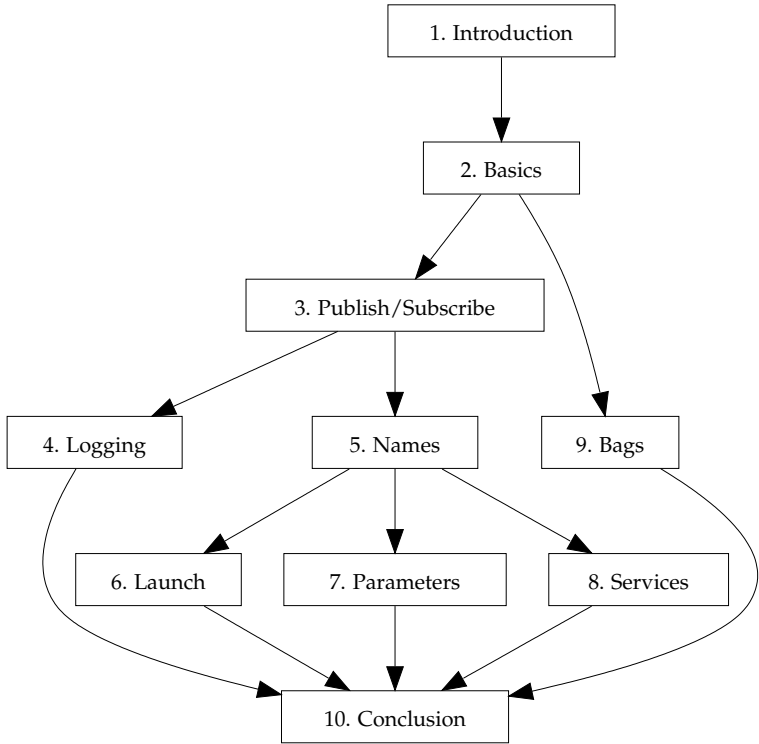 1. Introduction
2. Basics
3. Publish/Subscribe
4. Logging
5. Names
9. Bags
6. Launch
7. Parameters
8. Services
10. Conclusion